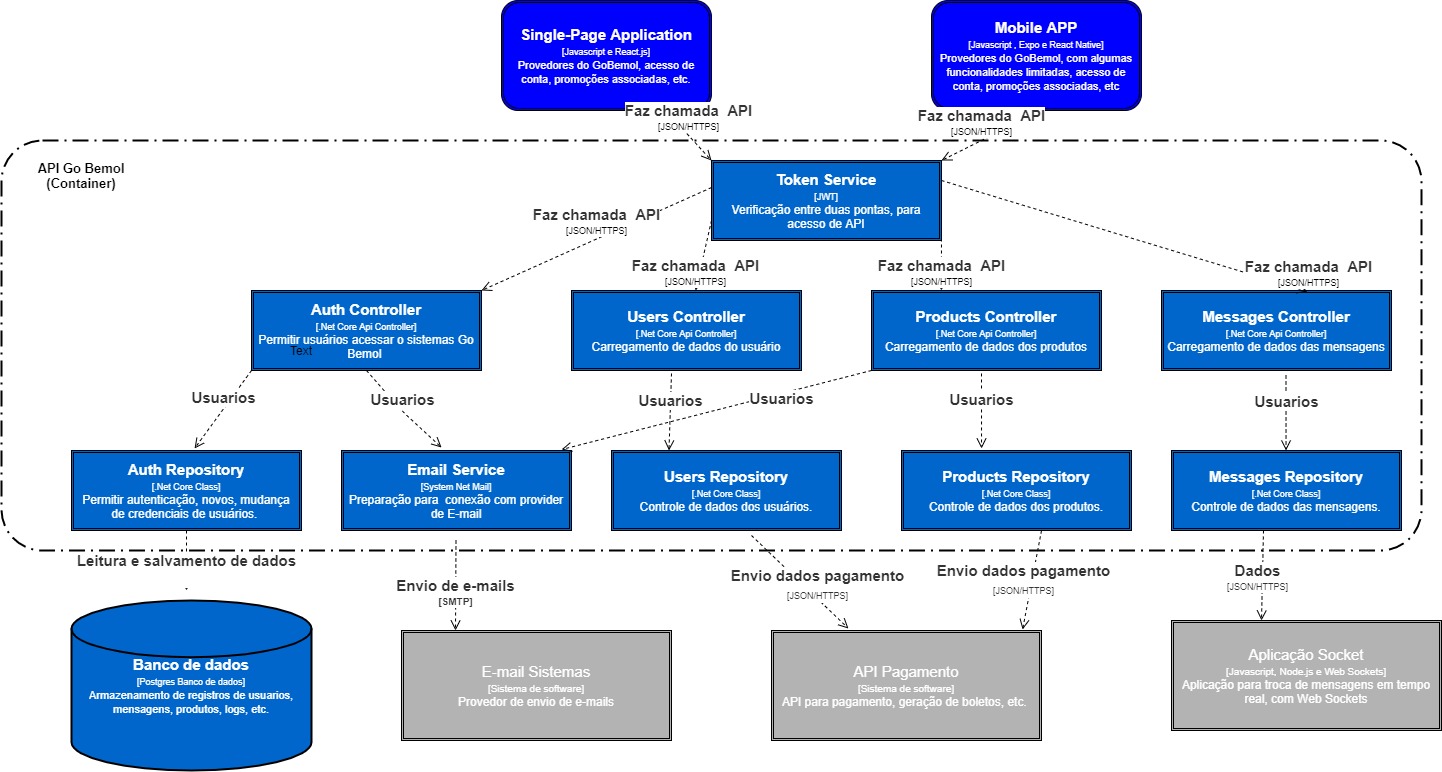 Single-Page Application
[Javascript e React.js]
Provedores do GoBemol, acesso de
conta, promoções associadas, etc.
Mobile APP
[Javascript , Expo e React Native]
Provedores do GoBemol, com algumas
funcionalidades limitadas, acesso de
conta, promoções associadas, etc
Faz chamada  API
[JSON/HTTPS]
Faz chamada  API
[JSON/HTTPS]
API Go Bemol
(Container)
Token Service
[JWT]
Verificação entre duas pontas, para
acesso de API
Faz chamada  API
[JSON/HTTPS]
Faz chamada  API
[JSON/HTTPS]
Faz chamada  API
[JSON/HTTPS]
Faz chamada  API
[JSON/HTTPS]
Auth Controller
[.Net Core Api Controller]
Permitir usuários acessar o sistemas Go
Bemol
Text
Users Controller
[.Net Core Api Controller]
Carregamento de dados do usuário
Products Controller
[.Net Core Api Controller]
Carregamento de dados dos produtos
Messages Controller
[.Net Core Api Controller]
Carregamento de dados das mensagens
Usuarios
Usuarios
Usuarios
Usuarios
Usuarios
Usuarios
Auth Repository
[.Net Core Class]
Permitir autenticação, novos, mudança
de credenciais de usuários.
Email Service
[System Net Mail]
Preparação para  conexão com provider
de E-mail
Users Repository
[.Net Core Class]
Controle de dados dos usuários.
Products Repository
[.Net Core Class]
Controle de dados dos produtos.
Messages Repository
[.Net Core Class]
Controle de dados das mensagens.
Leitura e salvamento de dados
Envio de e-mails
[SMTP]
Envio dados pagamento
[JSON/HTTPS]
Envio dados pagamento
[JSON/HTTPS]
Dados
[JSON/HTTPS]
Banco de dados
[Postgres Banco de dados]
Armazenamento de registros de usuarios,
mensagens, produtos, logs, etc.
E-mail Sistemas
[Sistema de software]
Provedor de envio de e-mails
API Pagamento
[Sistema de software]
API para pagamento, geração de boletos, etc.
Aplicação Socket
[Javascript, Node.js e Web Sockets]
Aplicação para troca de mensagens em tempo
real, com Web Sockets